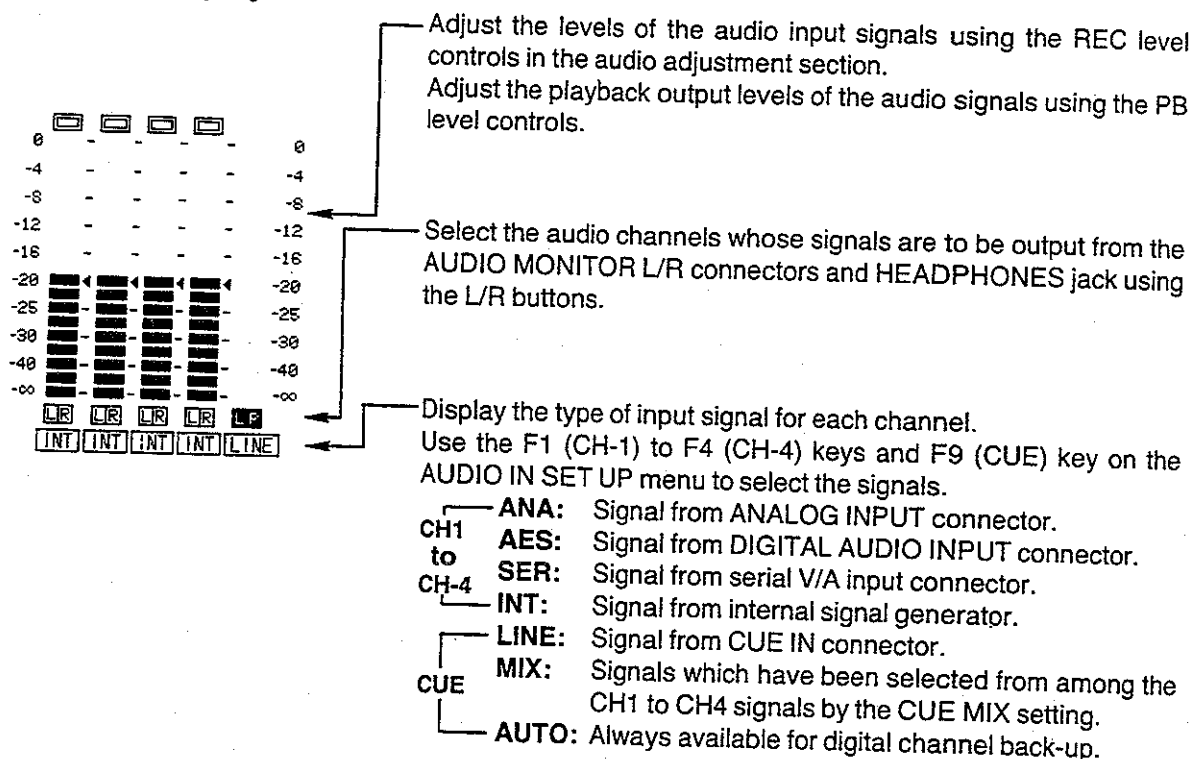 Adjust the levels of the audio input signals using the REC level
controls in the audio adjustment section.
Adjust the playback output levels of the audio signals using the PB
level controls.
0 0
-4 -4
-8 -8
-12 -12
-16 -16
-20 -20
-25 -25
-30 -30
-40 -40
-∞ -∞
LR LR LR LR LR
INT INT INT INT LINE
Select the audio channels whose signals are to be output from the
AUDIO MONITOR L/R connectors and HEADPHONES jack using
the L/R buttons.
Display the type of input signal for each channel.
Use the F1 (CH-1) to F4 (CH-4) keys and F9 (CUE) key on the
AUDIO IN SET UP menu to select the signals.
CH1
to
CH-4
ANA: Signal from ANALOG INPUT connector.
AES: Signal from DIGITAL AUDIO INPUT connector.
SER: Signal from serial V/A input connector.
INT: Signal from internal signal generator.
CUE
LINE: Signal from CUE IN connector.
MIX: Signals which have been selected from among the
CH1 to CH4 signals by the CUE MIX setting.
AUTO: Always available for digital channel back-up.